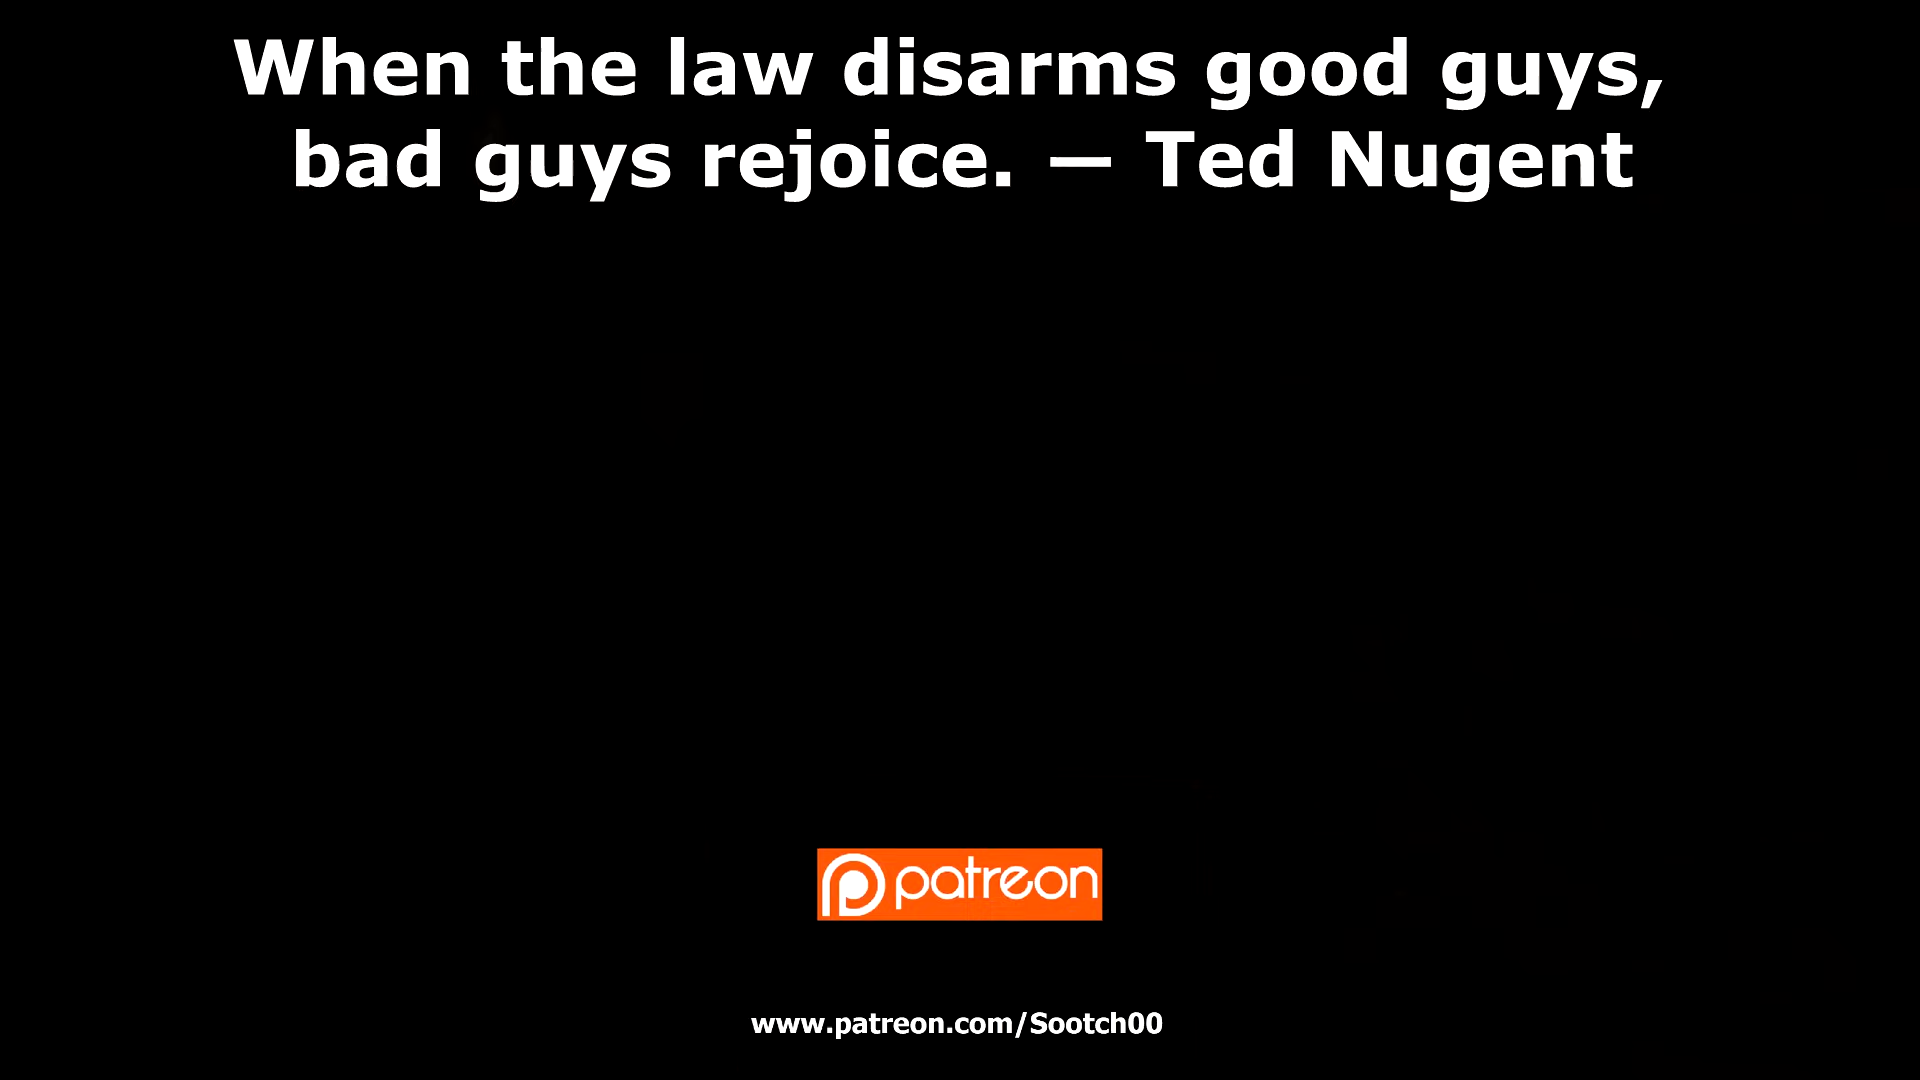 When the law disarms good guys,
bad guys rejoice. — Ted Nugent
patreon
www.patreon.com/Sootch00